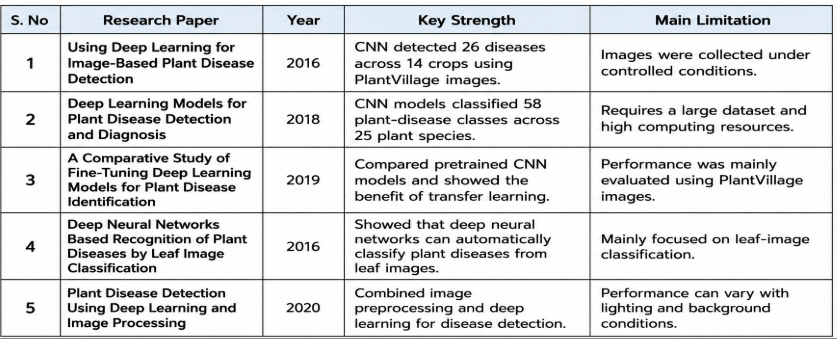 S. No Research Paper Year Key Strength Main Limitation
1
Using Deep Learning for
Image-Based Plant Disease
Detection
2016
CNN detected 26 diseases
across 14 crops using
PlantVillage images.
Images were collected under
controlled conditions.
2
Deep Learning Models for
Plant Disease Detection
and Diagnosis
2018
CNN models classified 58
plant-disease classes across
25 plant species.
Requires a large dataset and
high computing resources.
3
A Comparative Study of
Fine-Tuning Deep Learning
Models for Plant Disease
Identification
2019
Compared pretrained CNN
models and showed the
benefit of transfer learning.
Performance was mainly
evaluated using PlantVillage
images.
4
Deep Neural Networks
Based Recognition of Plant
Diseases by Leaf Image
Classification
2016
Showed that deep neural
networks can automatically
classify plant diseases from
leaf images.
Mainly focused on leaf-image
classification.
5
Plant Disease Detection
Using Deep Learning and
Image Processing
2020
Combined image
preprocessing and deep
learning for disease detection.
Performance can vary with
lighting and background
conditions.